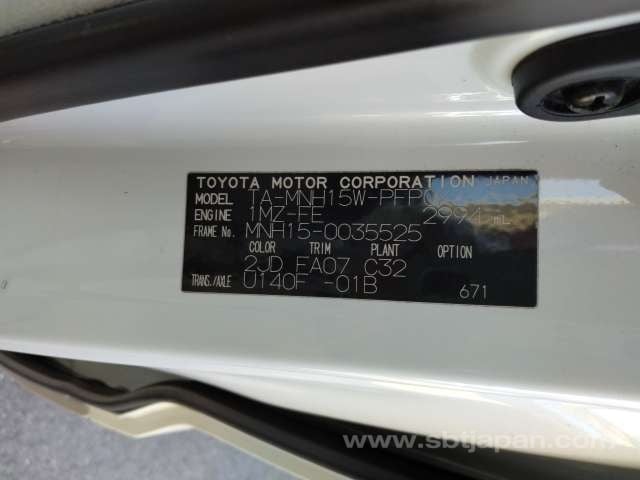 TOYOTA MOTOR CORPORATION JAPAN
MODEL TA-MNH15W-PFP
ENGINE 1MZ-FE 2994 mL
FRAME No. MNH15-0035525
COLOR TRIM PLANT OPTION
2JD FA07 C32
TRANS./AXLE U140F -01B 671
www.sbtjapan.com